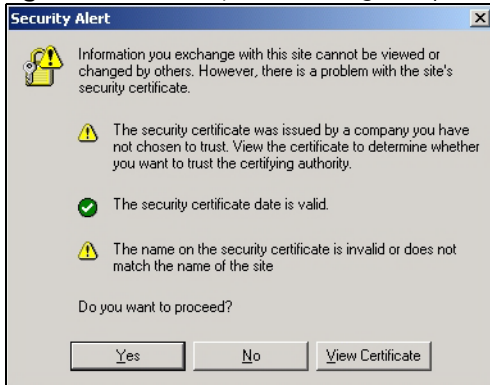 Security Alert
Information you exchange with this site cannot be viewed or
changed by others. However, there is a problem with the site's
security certificate.
The security certificate was issued by a company you have
not chosen to trust. View the certificate to determine whether
you want to trust the certifying authority.
The security certificate date is valid.
The name on the security certificate is invalid or does not
match the name of the site
Do you want to proceed?
Yes
No
View Certificate